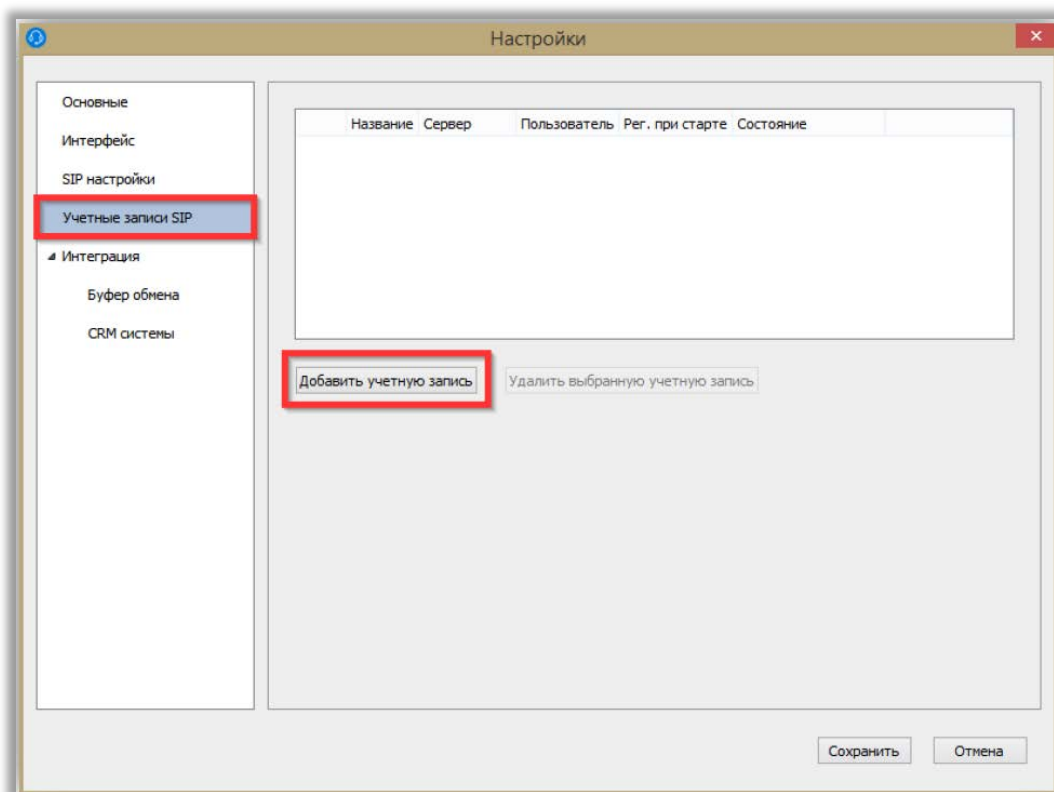 Настройки
Основные
Интерфейс
SIP настройки
Учетные записи SIP
Интеграция
Буфер обмена
CRM системы
Название Сервер Пользователь Рег. при старте Состояние
Добавить учетную запись Удалить выбранную учетную запись
Сохранить Отмена